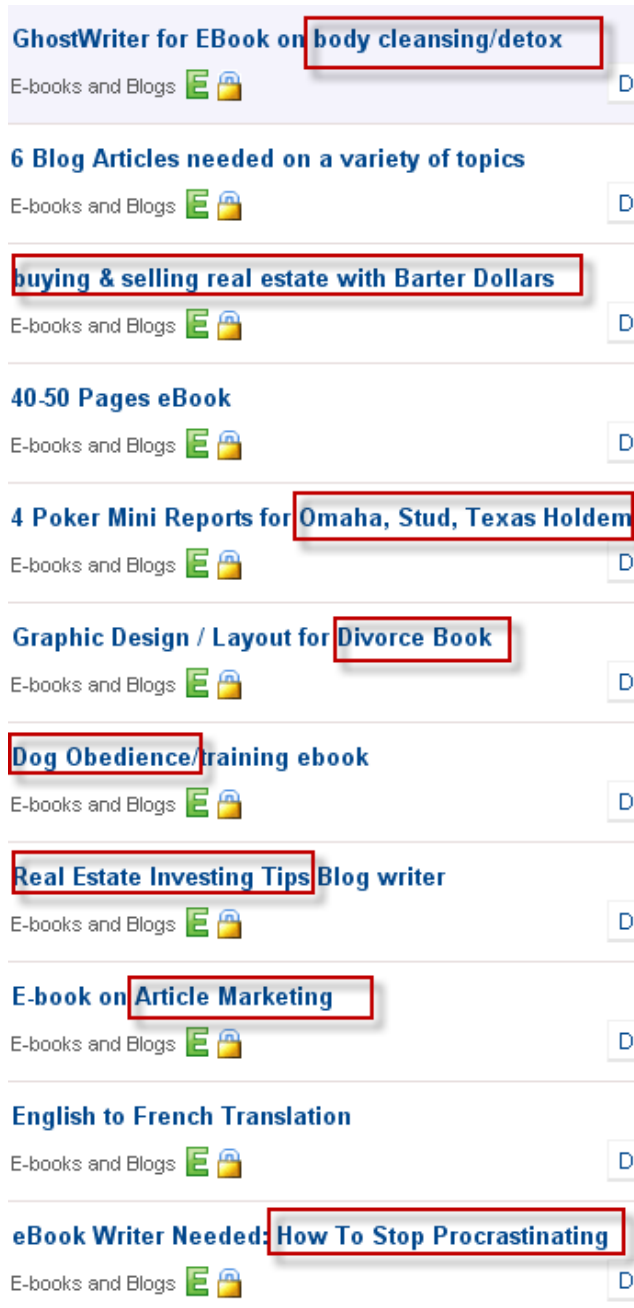 GhostWriter for EBook on body cleansing/detox
E-books and Blogs E
D
6 Blog Articles needed on a variety of topics
E-books and Blogs E
D
buying & selling real estate with Barter Dollars
E-books and Blogs E
D
40-50 Pages eBook
E-books and Blogs E
D
4 Poker Mini Reports for Omaha, Stud, Texas Holdem
E-books and Blogs E
D
Graphic Design / Layout for Divorce Book
E-books and Blogs E
D
Dog Obedience/training ebook
E-books and Blogs E
D
Real Estate Investing Tips Blog writer
E-books and Blogs E
D
E-book on Article Marketing
E-books and Blogs E
D
English to French Translation
E-books and Blogs E
D
eBook Writer Needed: How To Stop Procrastinating
E-books and Blogs E
D